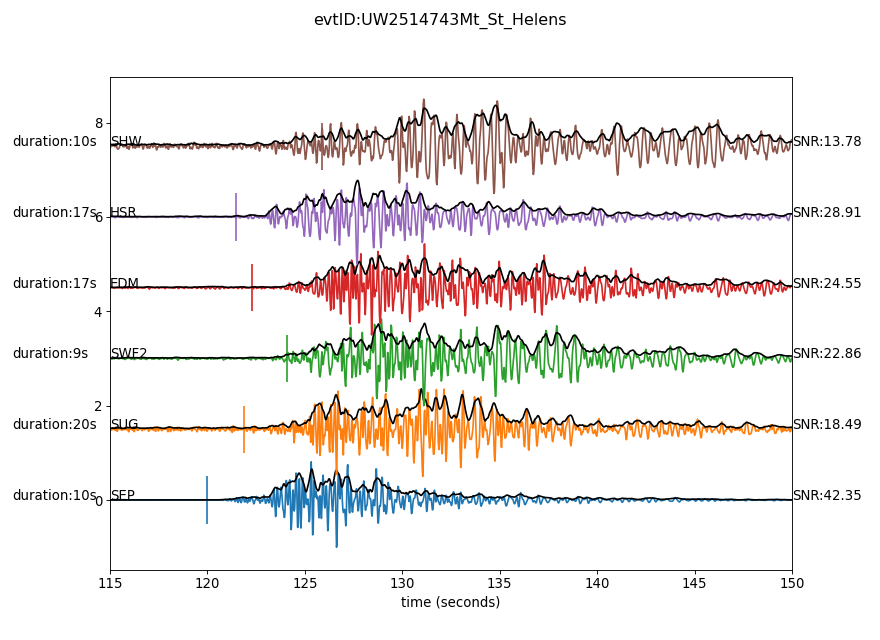 evtID:UW2514743Mt_St_Helens
8
duration:10s SHW SNR:13.78
duration:17s HSR SNR:28.91
6
duration:17s EDM SNR:24.55
4
duration:9s SWF2 SNR:22.86
2
duration:20s SUG SNR:18.49
duration:10s SEP SNR:42.35
0
115 120 125 130 135 140 145 150
time (seconds)